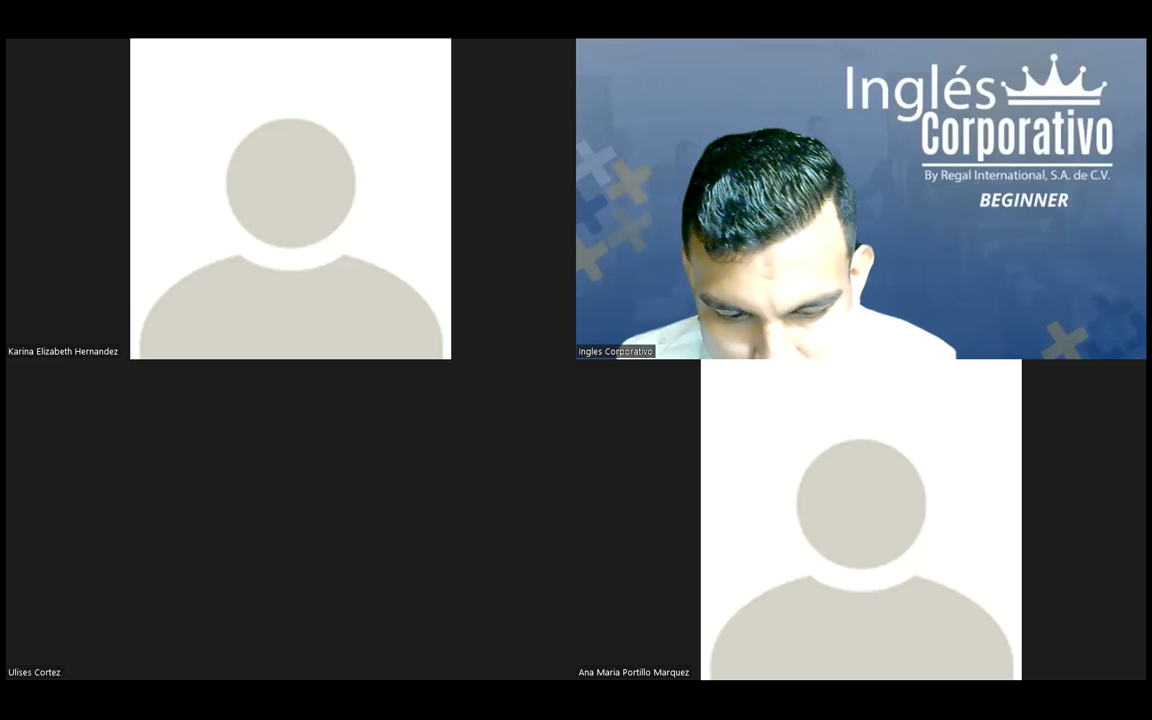 Inglés
Corporativo
By Regal International, S.A. de C.V.
BEGINNER
Karina Elizabeth Hernandez
Ingles Corporativo
Ulises Cortez
Ana Maria Portillo Marquez